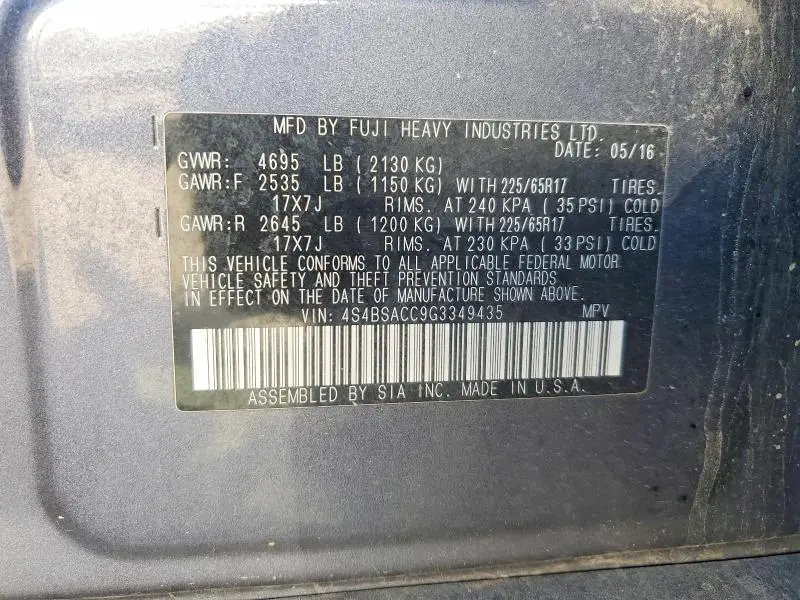 MFD BY FUJI HEAVY INDUSTRIES LTD.
DATE: 05/16
GVWR: 4695 LB (2130 KG)
GAWR:F 2535 LB (1150 KG) WITH 225/65R17 TIRES.
17X7J RIMS. AT 240 KPA (35 PSI) COLD
GAWR:R 2645 LB (1200 KG) WITH 225/65R17 TIRES.
17X7J RIMS. AT 230 KPA (33 PSI) COLD
THIS VEHICLE CONFORMS TO ALL APPLICABLE FEDERAL MOTOR
VEHICLE SAFETY AND THEFT PREVENTION STANDARDS
IN EFFECT ON THE DATE OF MANUFACTURE SHOWN ABOVE.
VIN: 4S4BSACC9G3349435 MPV
ASSEMBLED BY SIA INC. MADE IN U.S.A.